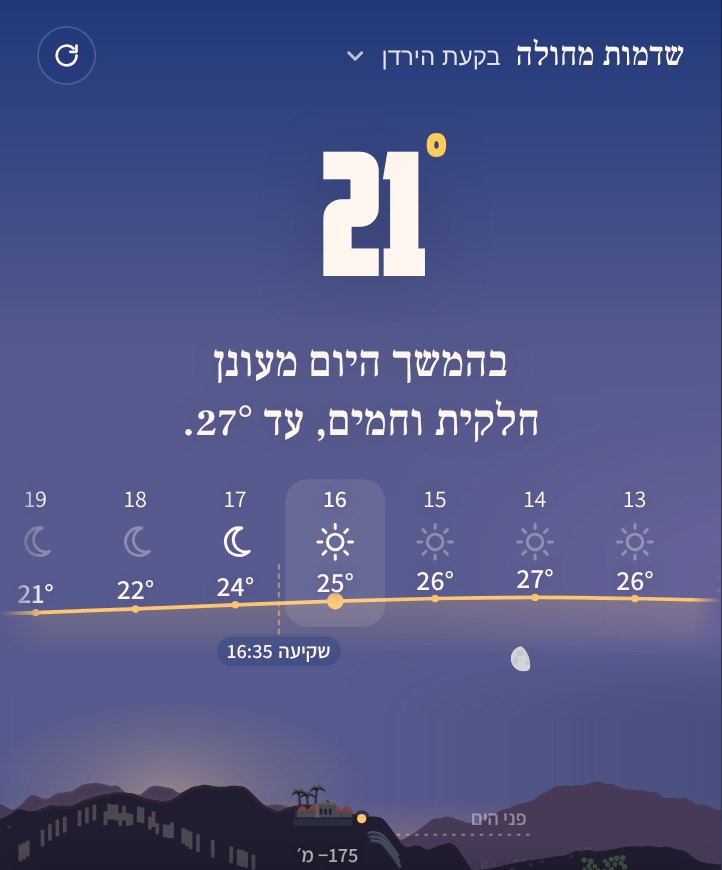 שדמות מחולה בקעת הירדן
21°
בהמשך היום מעונן
חלקית וחמים, עד 27°.
13 14 15 16 17 18 19
26° 27° 26° 25° 24° 22° 21°
שקיעה 16:35
פני הים
−175 מ׳